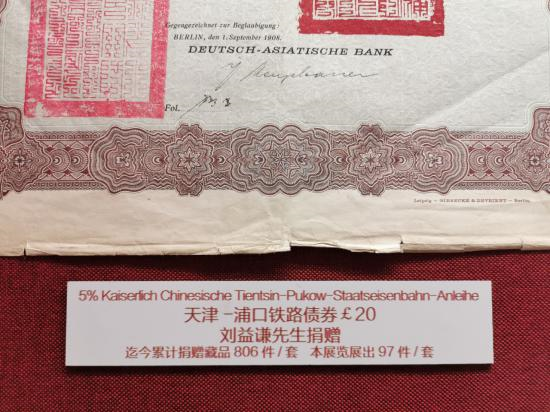 Gegengezeichnet zur Beglaubigung:
BERLIN, den 1. September 1908.
DEUTSCH-ASIATISCHE BANK
Fol.
Leipzig – GIESECKE & DEVRIENT – Berlin.
5% Kaiserlich Chinesische Tientsin-Pukow-Staatseisenbahn-Anleihe
天津-浦口铁路债券£20
刘益谦先生捐赠
迄今累计捐赠藏品 806 件/套 本展览展出 97 件/套